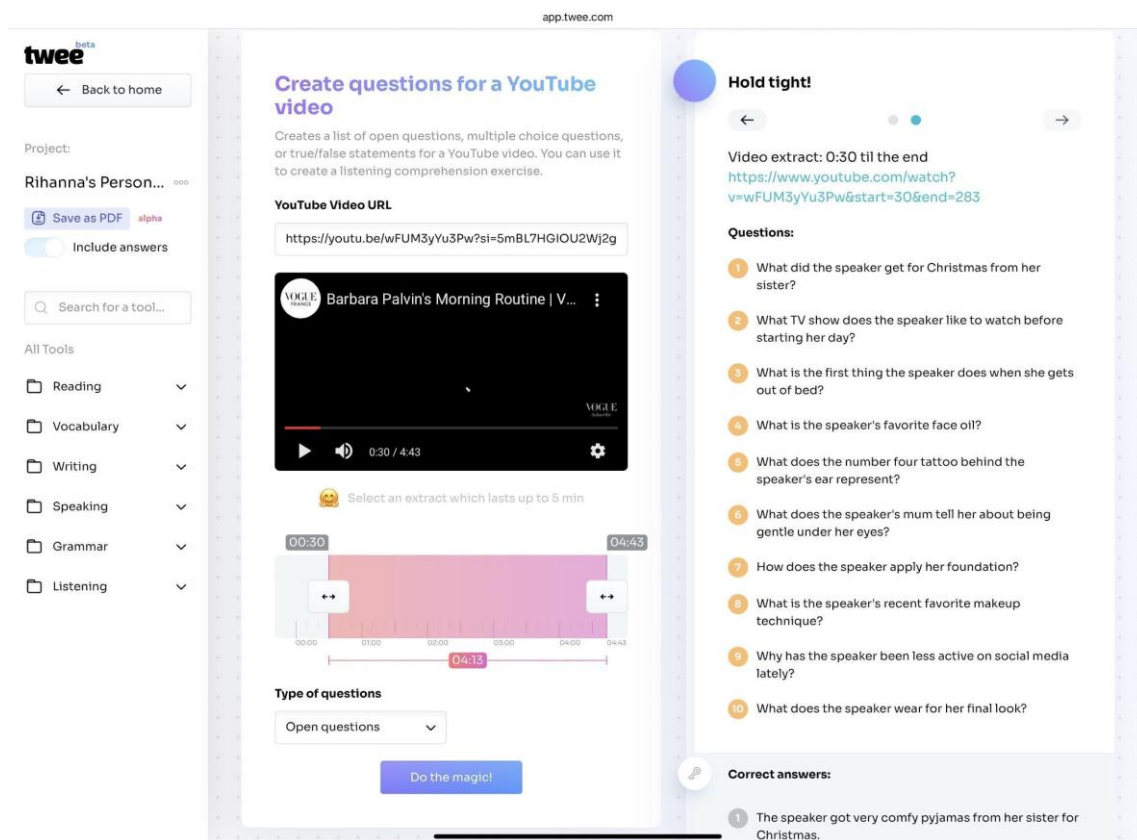 app.twee.com
twee
beta
← Back to home
Project:
Rihanna's Person...
Save as PDF alpha
Include answers
Search for a tool...
All Tools
Reading
Vocabulary
Writing
Speaking
Grammar
Listening
Create questions for a YouTube
video
Creates a list of open questions, multiple choice questions,
or true/false statements for a YouTube video. You can use it
to create a listening comprehension exercise.
YouTube Video URL
https://youtu.be/wFUM3yYu3Pw?si=5mBL7HGIOU2Wj2g
VOGUE
FRANCE
Barbara Palvin's Morning Routine | V...
VOGUE
0:30 / 4:43
Select an extract which lasts up to 5 min
00:30 04:43
00:00 01:00 02:00 03:00 04:00 04:43
04:13
Type of questions
Open questions
Do the magic!
Hold tight!
Video extract: 0:30 til the end
https://www.youtube.com/watch?
v=wFUM3yYu3Pw&start=30&end=283
Questions:
1 What did the speaker get for Christmas from her
sister?
2 What TV show does the speaker like to watch before
starting her day?
3 What is the first thing the speaker does when she gets
out of bed?
4 What is the speaker's favorite face oil?
5 What does the number four tattoo behind the
speaker's ear represent?
6 What does the speaker's mum tell her about being
gentle under her eyes?
7 How does the speaker apply her foundation?
8 What is the speaker's recent favorite makeup
technique?
9 Why has the speaker been less active on social media
lately?
10 What does the speaker wear for her final look?
Correct answers:
1 The speaker got very comfy pyjamas from her sister for
Christmas.